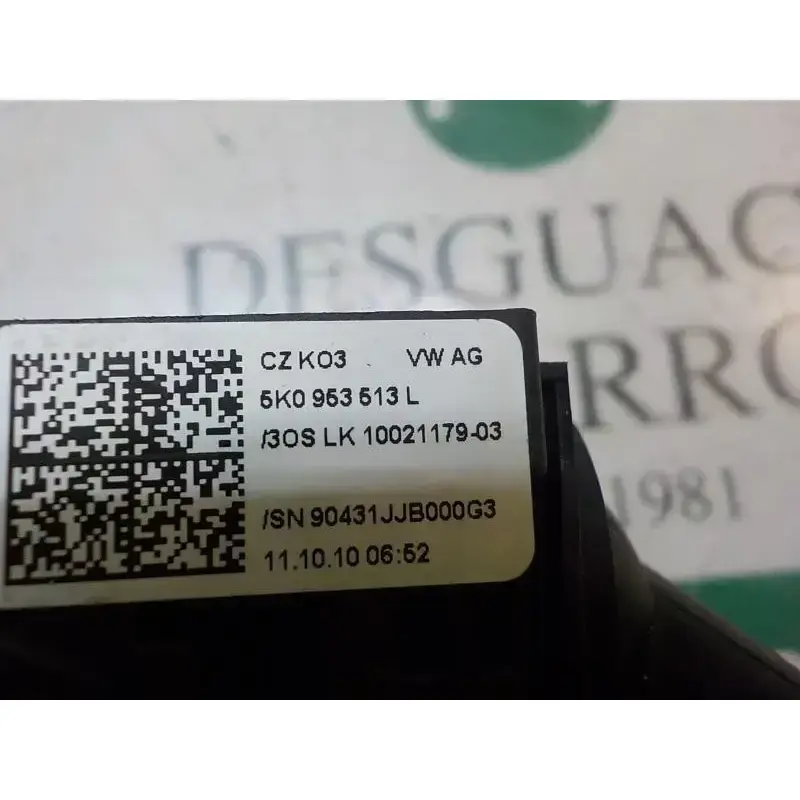 DESGUAC
RRO
1981
CZ K03 VW AG
5K0 953 513 L
/3OS LK 10021179-03
/SN 90431JJB000G3
11.10.10 06:52